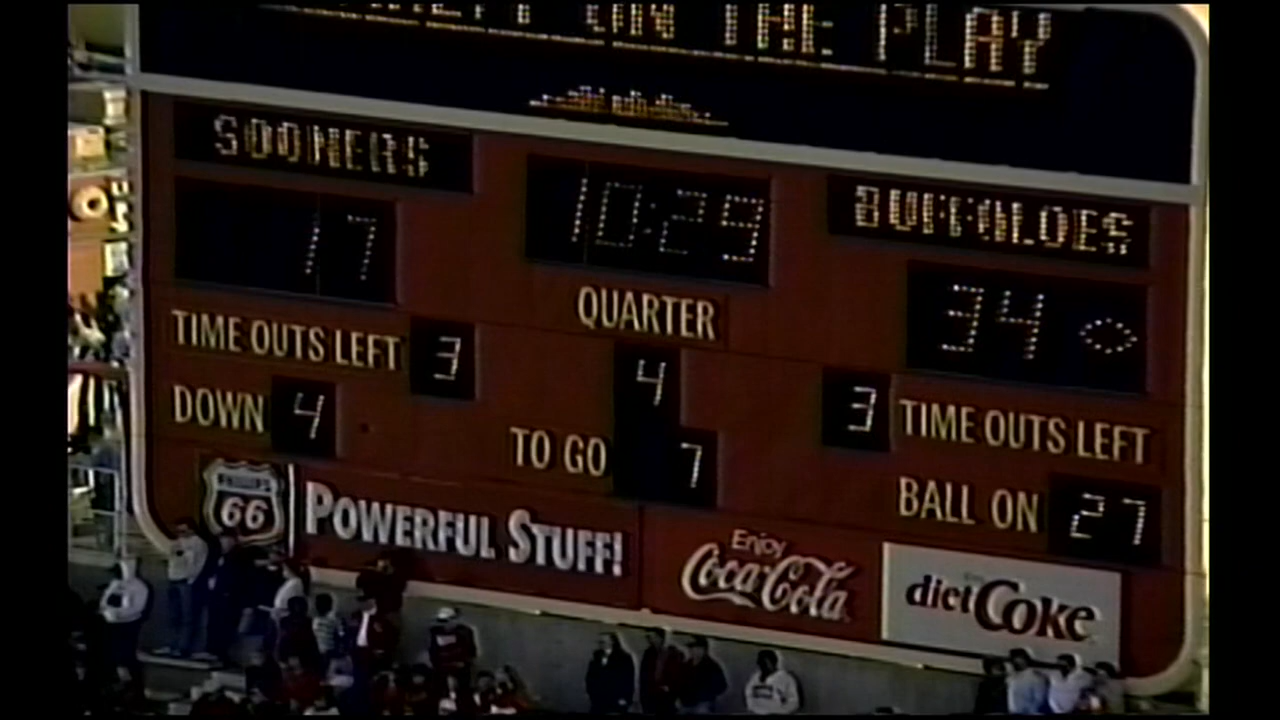 ON THE PLAY
SOONERS
10:29
BUFFALOES
17
34
QUARTER
TIME OUTS LEFT 3
4
3 TIME OUTS LEFT
DOWN 4
TO GO 7
BALL ON 27
PHILLIPS
66
POWERFUL STUFF!
Enjoy
Coca-Cola
diet Coke